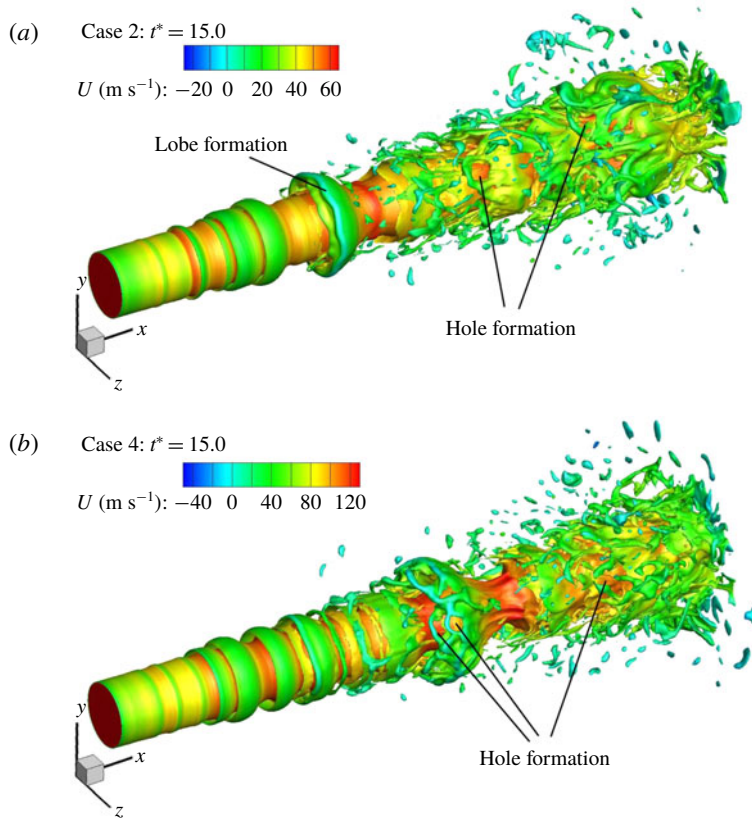 (a) Case 2: t* = 15.0
U (m s⁻¹): −20 0 20 40 60
Lobe formation
Hole formation
y
x
z
(b) Case 4: t* = 15.0
U (m s⁻¹): −40 0 40 80 120
Hole formation
y
x
z